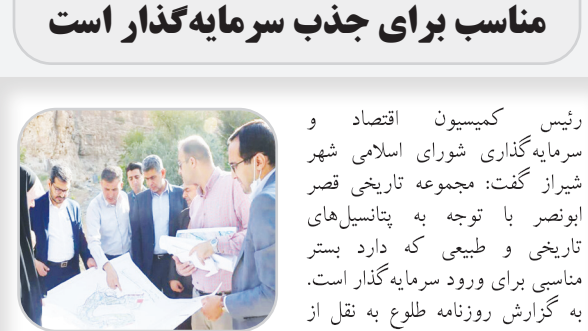 مناسب برای جذب سرمایه‌گذار است
رئیس کمیسیون اقتصاد و
سرمایه‌گذاری شورای اسلامی شهر
شیراز گفت: مجموعه تاریخی قصر
ابونصر با توجه به پتانسیل‌های
تاریخی و طبیعی که دارد بستر
مناسبی برای ورود سرمایه‌گذار است.
به گزارش روزنامه طلوع به نقل از